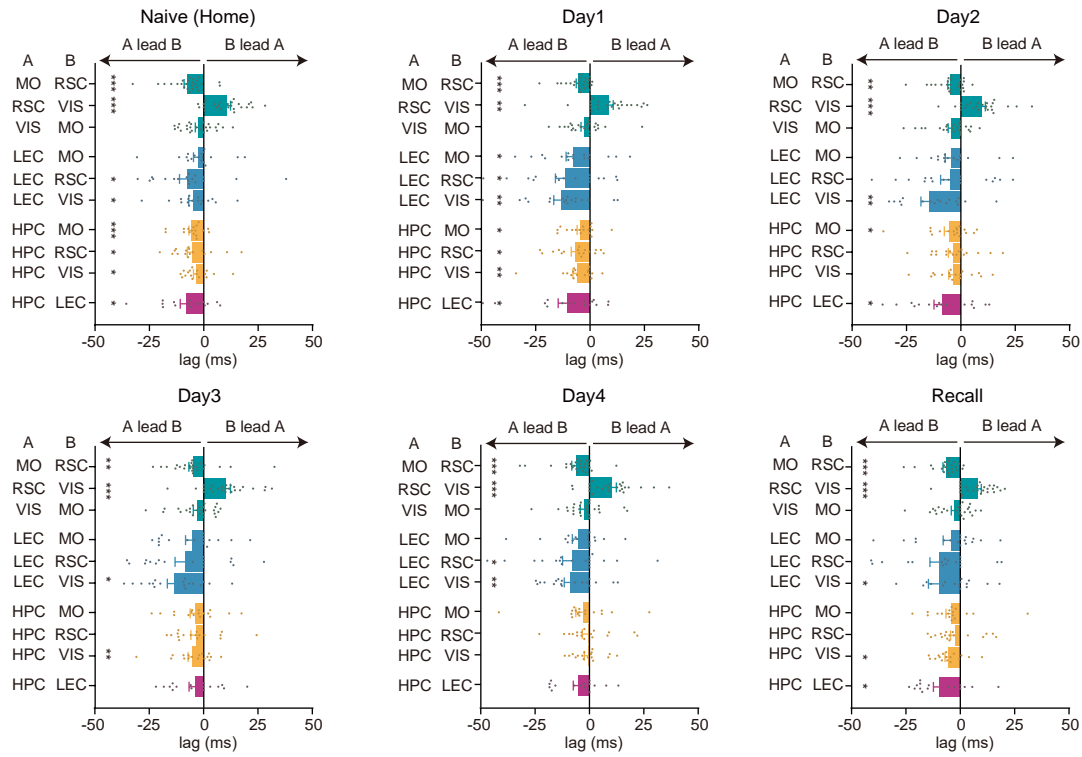 Naive (Home)
A lead B B lead A
A B
MO RSC
RSC VIS
VIS MO
LEC MO
LEC RSC *
LEC VIS *
HPC MO ***
HPC RSC *
HPC VIS *
HPC LEC *
-50 -25 0 25 50
lag (ms)
Day1
A lead B B lead A
A B
MO RSC ***
RSC VIS **
VIS MO
LEC MO *
LEC RSC *
LEC VIS **
HPC MO *
HPC RSC *
HPC VIS **
HPC LEC *
-50 -25 0 25 50
lag (ms)
Day2
A lead B B lead A
A B
MO RSC **
RSC VIS
VIS MO
LEC MO
LEC RSC
LEC VIS **
HPC MO *
HPC RSC
HPC VIS
HPC LEC *
-50 -25 0 25 50
lag (ms)
Day3
A lead B B lead A
A B
MO RSC **
RSC VIS ***
VIS MO
LEC MO
LEC RSC
LEC VIS *
HPC MO
HPC RSC
HPC VIS **
HPC LEC
-50 -25 0 25 50
lag (ms)
Day4
A lead B B lead A
A B
MO RSC
RSC VIS
VIS MO
LEC MO
LEC RSC *
LEC VIS **
HPC MO
HPC RSC
HPC VIS
HPC LEC
-50 -25 0 25 50
lag (ms)
Recall
A lead B B lead A
A B
MO RSC
RSC VIS
VIS MO
LEC MO
LEC RSC
LEC VIS *
HPC MO
HPC RSC
HPC VIS *
HPC LEC *
-50 -25 0 25 50
lag (ms)